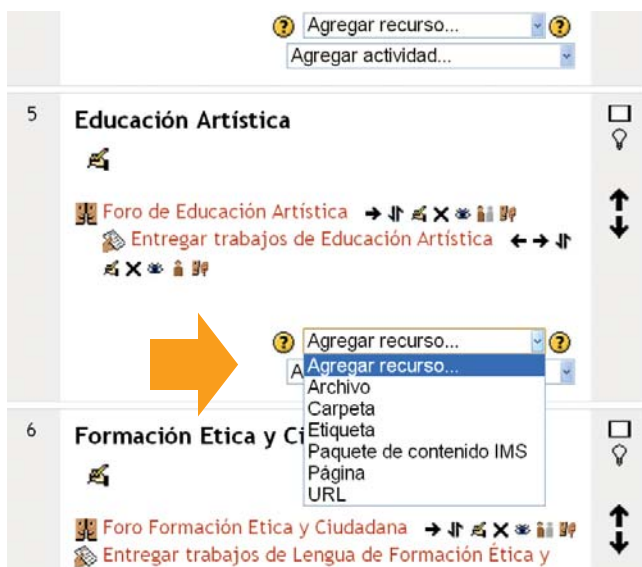 Agregar recurso...
Agregar actividad...
5
Educación Artística
Foro de Educación Artística
Entregar trabajos de Educación Artística
Agregar recurso...
A
Agregar recurso...
Archivo
Carpeta
Etiqueta
Paquete de contenido IMS
Página
URL
6
Formación Etica y Ci
Foro Formación Etica y Ciudadana
Entregar trabajos de Lengua de Formación Ética y